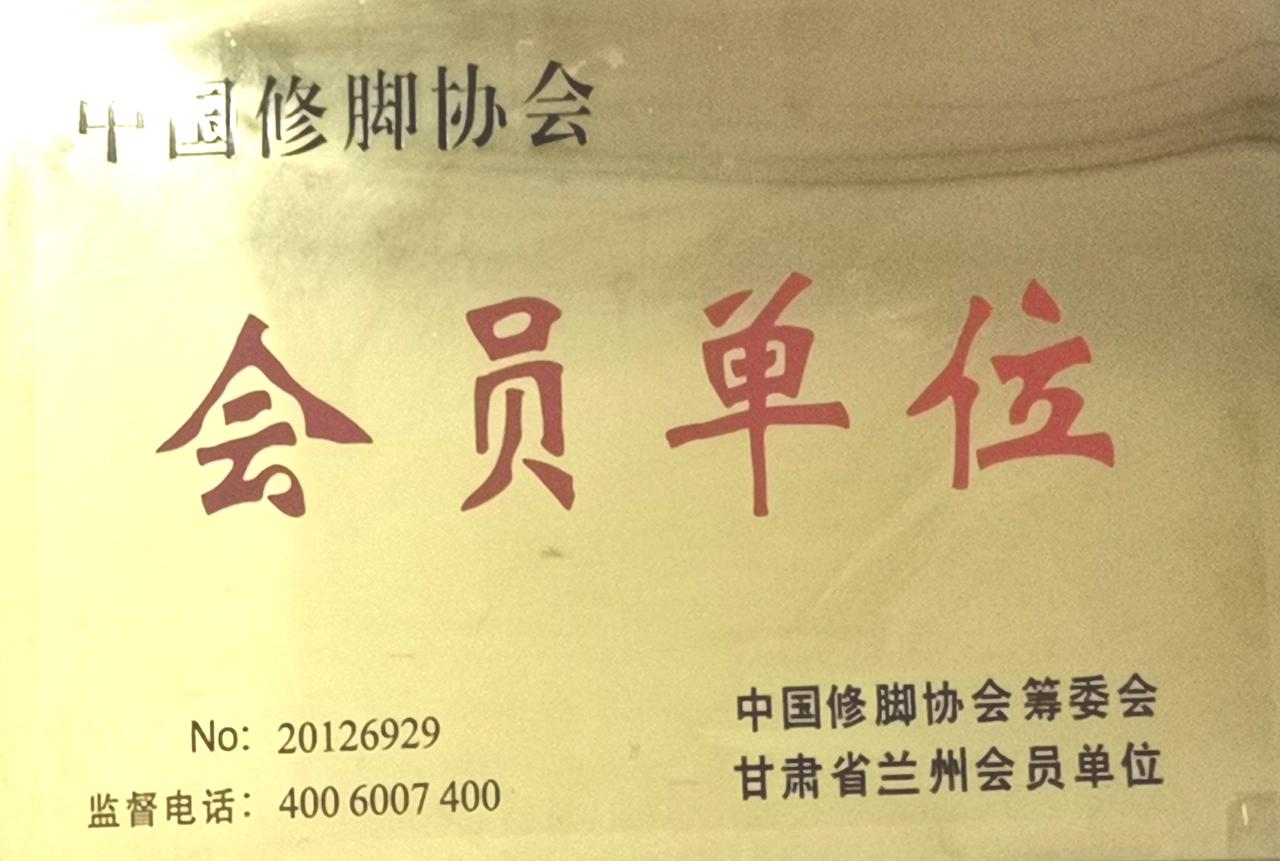 中国修脚协会
会员单位
No: 20126929
监督电话: 400 6007 400
中国修脚协会筹委会
甘肃省兰州会员单位